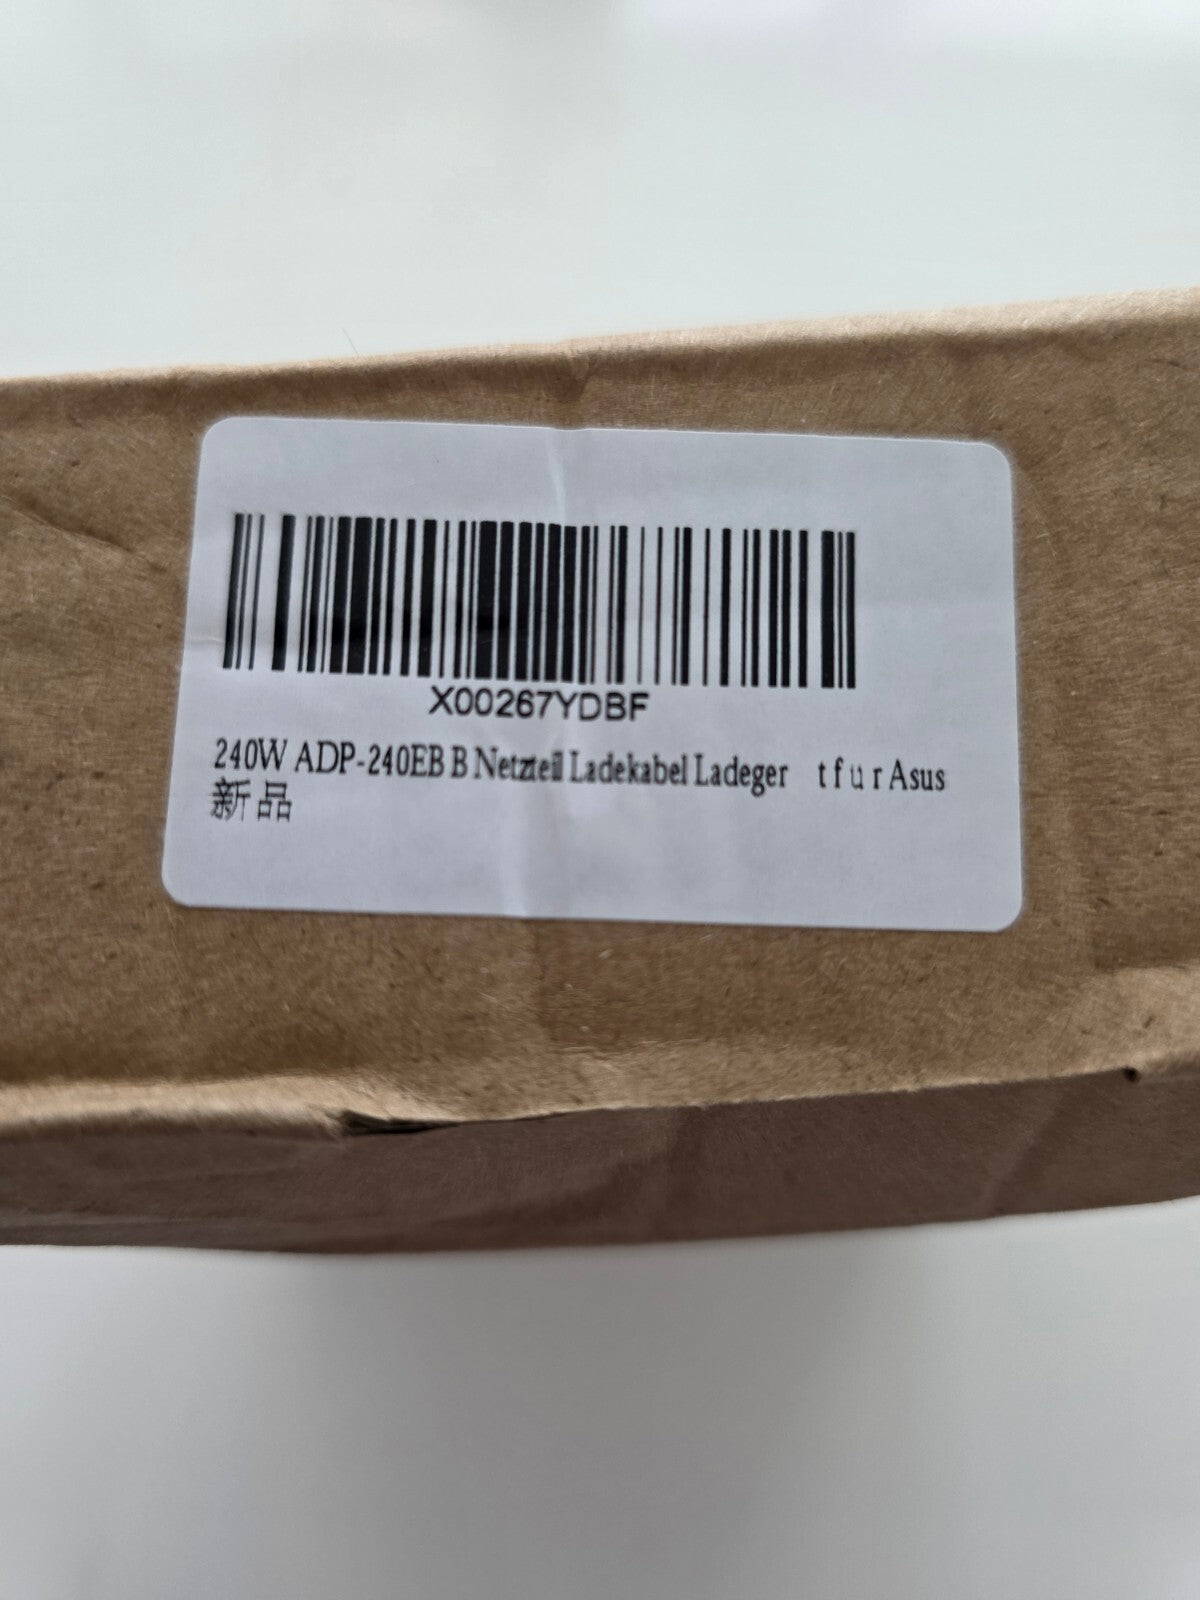 X00267YDBF
240W ADP-240EB B Netzteil Ladekabel Ladeger t f u r Asus
新品